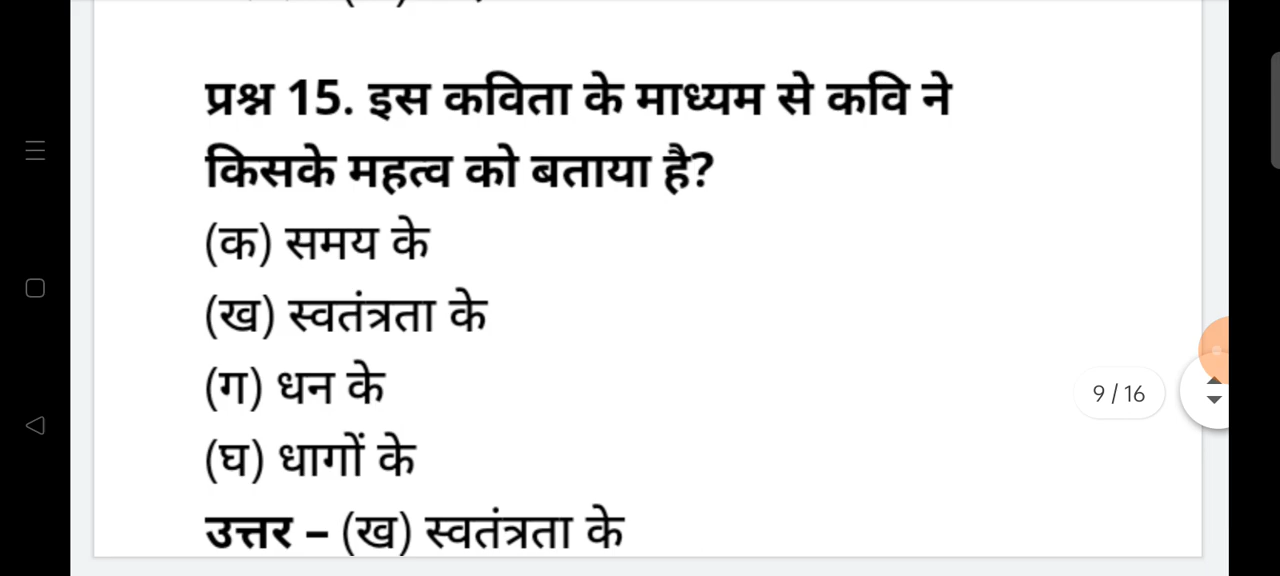 प्रश्न 15. इस कविता के माध्यम से कवि ने
किसके महत्व को बताया है?
(क) समय के
(ख) स्वतंत्रता के
(ग) धन के
(घ) धागों के
उत्तर – (ख) स्वतंत्रता के
9 / 16